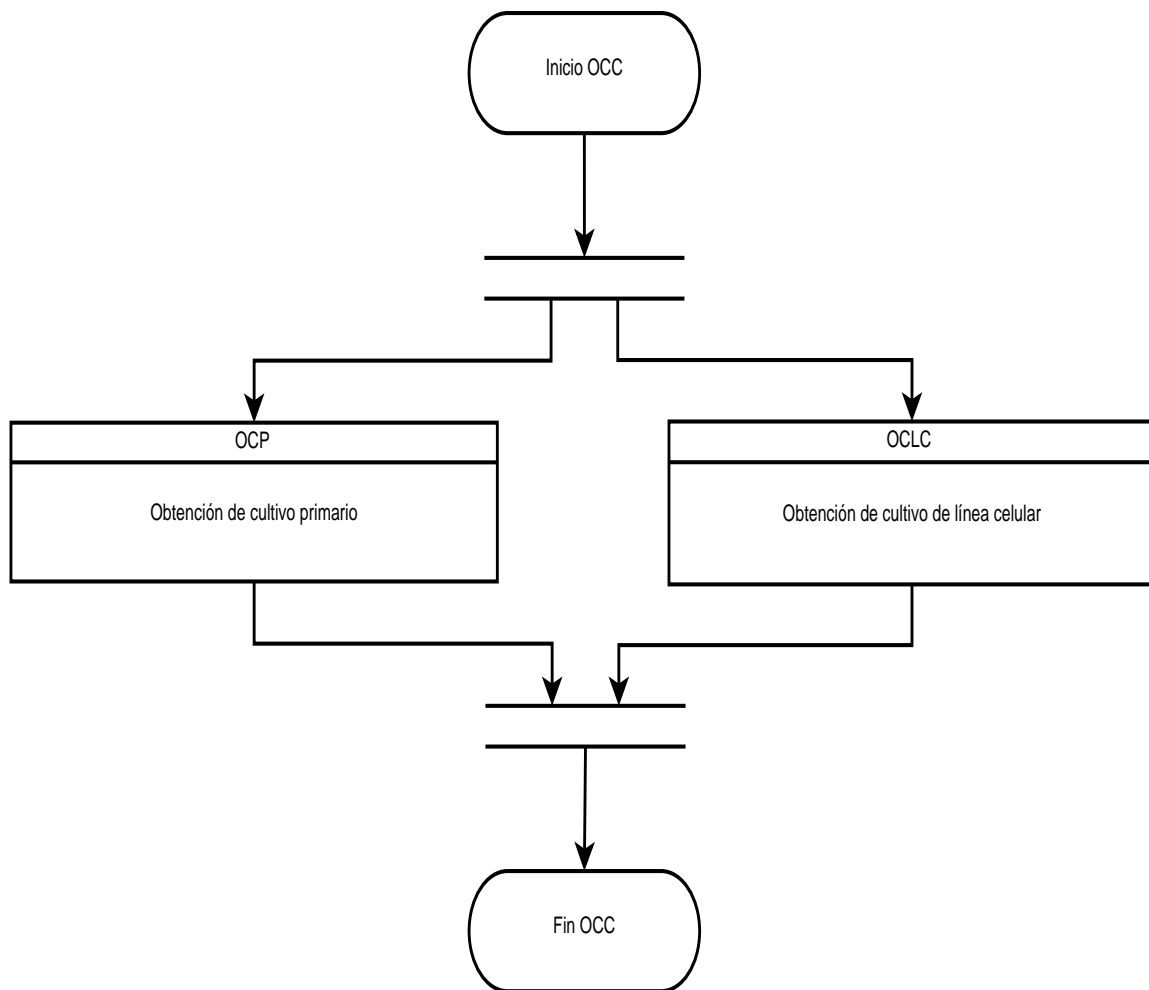 Inicio OCC
OCP
Obtención de cultivo primario
OCLC
Obtención de cultivo de línea celular
Fin OCC